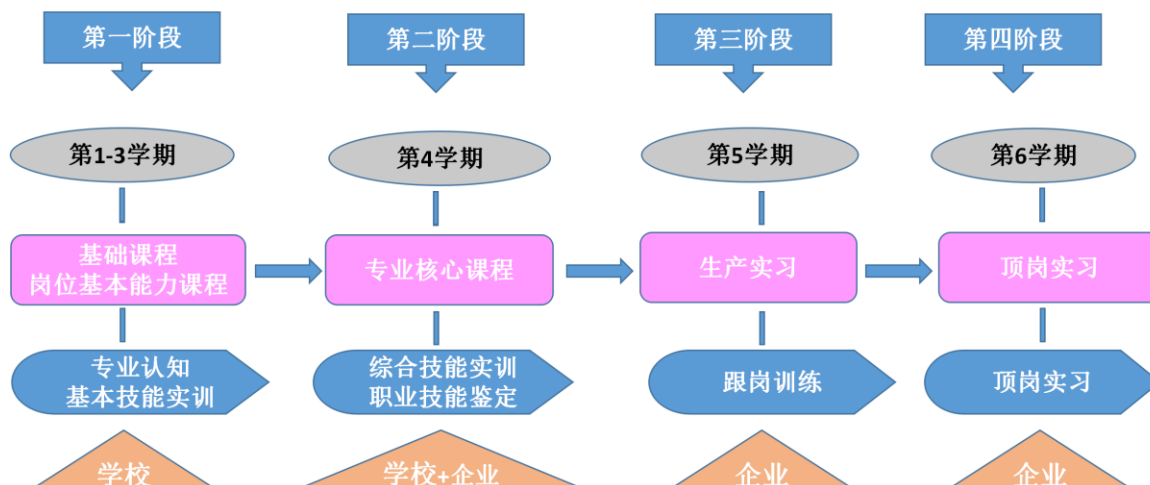 第一阶段
第二阶段
第三阶段
第四阶段
第1-3学期
第4学期
第5学期
第6学期
基础课程
岗位基本能力课程
专业核心课程
生产实习
顶岗实习
专业认知
基本技能实训
综合技能实训
职业技能鉴定
跟岗训练
顶岗实习
学校
学校+企业
企业
企业